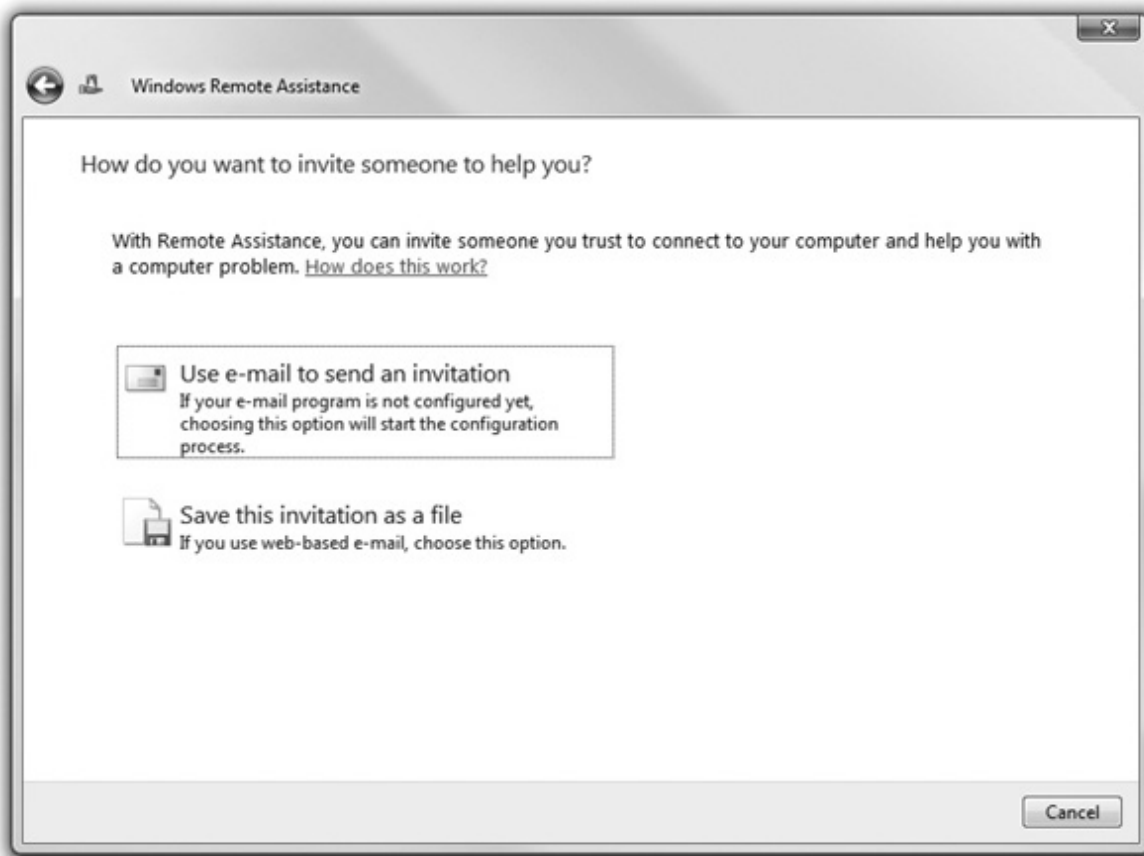 Windows Remote Assistance
How do you want to invite someone to help you?
With Remote Assistance, you can invite someone you trust to connect to your computer and help you with
a computer problem. How does this work?
Use e-mail to send an invitation
If your e-mail program is not configured yet,
choosing this option will start the configuration
process.
Save this invitation as a file
If you use web-based e-mail, choose this option.
Cancel